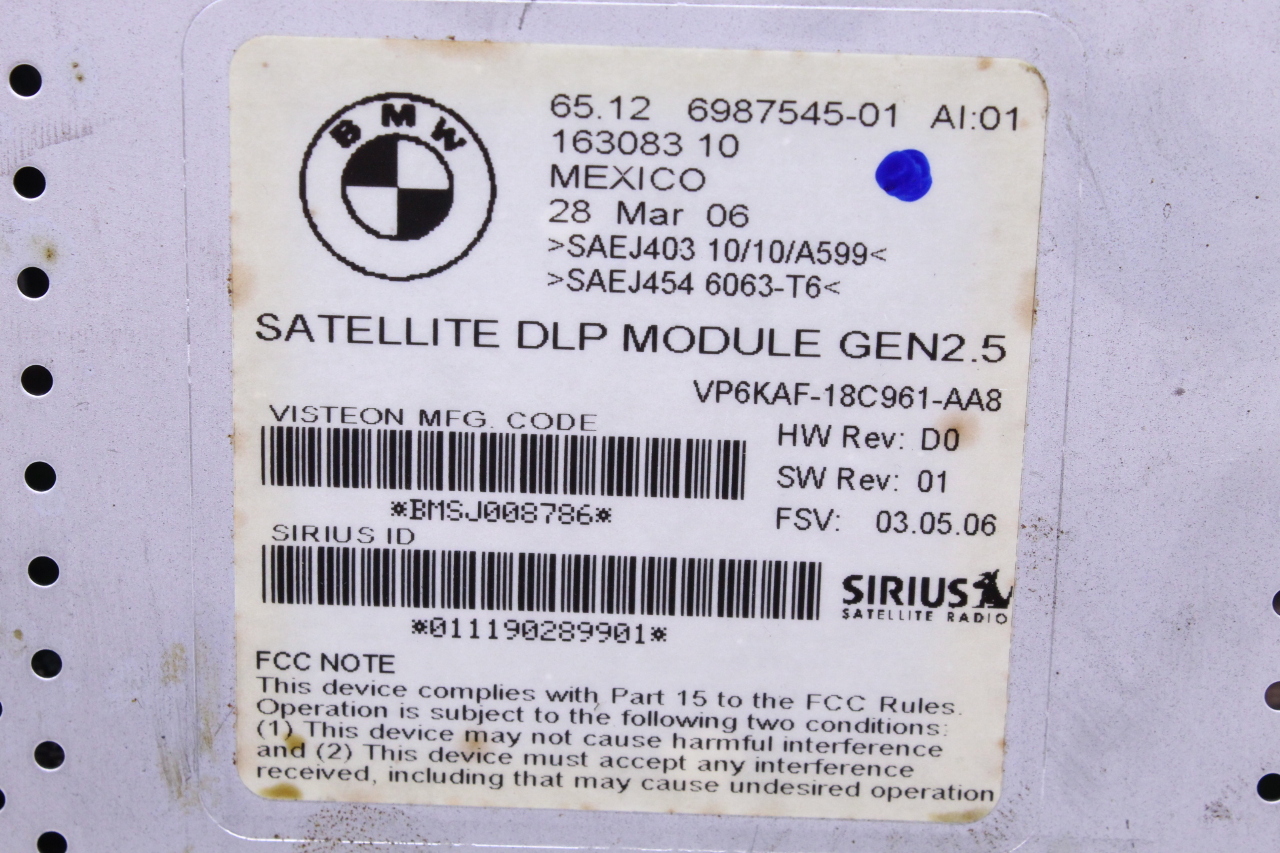 BMW
65.12 6987545-01 AI:01
163083 10
MEXICO
28 Mar 06
>SAEJ403 10/10/A599<
>SAEJ454 6063-T6<
SATELLITE DLP MODULE GEN2.5
VP6KAF-18C961-AA8
VISTEON MFG. CODE
HW Rev: D0
SW Rev: 01
*BMSJ008786*
FSV: 03.05.06
SIRIUS ID
SIRIUS
SATELLITE RADIO
*011190289901*
FCC NOTE
This device complies with Part 15 to the FCC Rules.
Operation is subject to the following two conditions:
(1) This device may not cause harmful interference
and (2) This device must accept any interference
received, including that may cause undesired operation